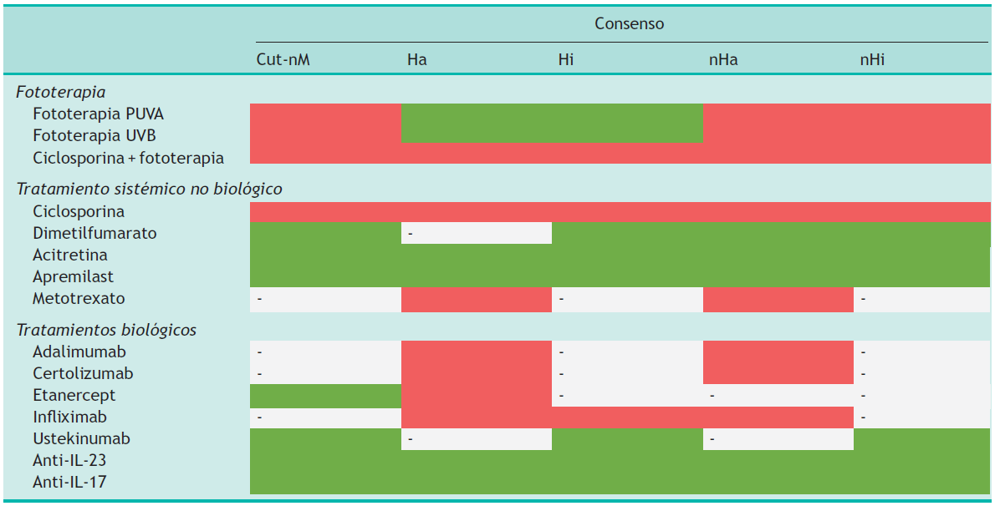 Consenso
Cut-nM Ha Hi nHa nHi
Fototerapia
Fototerapia PUVA
Fototerapia UVB
Ciclosporina + fototerapia
Tratamiento sistémico no biológico
Ciclosporina
Dimetilfumarato -
Acitretina
Apremilast
Metotrexato - - -
Tratamientos biológicos
Adalimumab - - -
Certolizumab - - -
Etanercept - - -
Infliximab - -
Ustekinumab - -
Anti-IL-23
Anti-IL-17